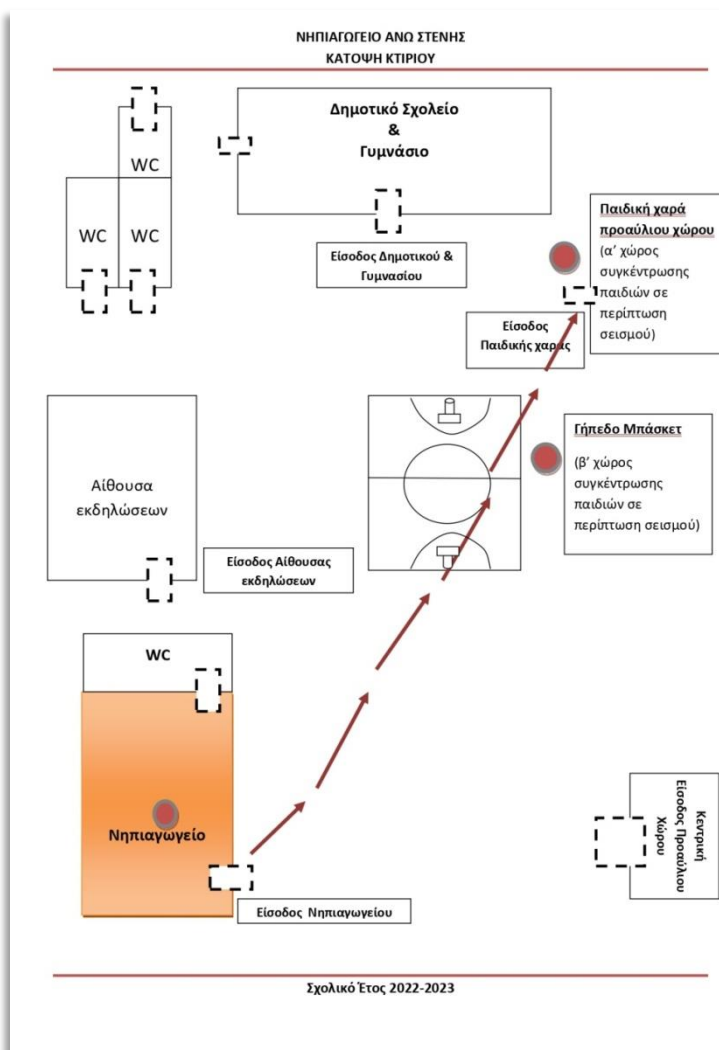 ΝΗΠΙΑΓΩΓΕΙΟ ΑΝΩ ΣΤΕΝΗΣ
ΚΑΤΟΨΗ ΚΤΙΡΙΟΥ
Δημοτικό Σχολείο
&
Γυμνάσιο
WC
WC
WC
Είσοδος Δημοτικού &
Γυμνασίου
Παιδική χαρά
προαύλιου χώρου
(α' χώρος
συγκέντρωσης
παιδιών σε
περίπτωση
σεισμού)
Είσοδος
Παιδικής χαράς
Γήπεδο Μπάσκετ
(β' χώρος
συγκέντρωσης
παιδιών σε
περίπτωση σεισμού)
Αίθουσα
εκδηλώσεων
Είσοδος Αίθουσας
εκδηλώσεων
WC
Νηπιαγωγείο
Είσοδος Νηπιαγωγείου
Κεντρική
Είσοδος Προαύλιου
Χώρου
Σχολικό Έτος 2022-2023